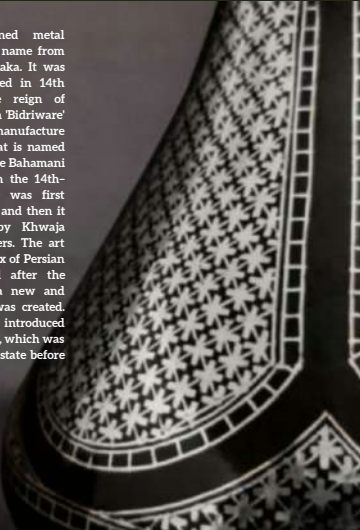 ned metal
name from
aka. It was
ed in 14th
reign of
'Bidriware'
manufacture
at is named
e Bahamani
the 14th–
was first
and then it
by Khwaja
ers. The art
x of Persian
after the
new and
was created.
introduced
, which was
state before